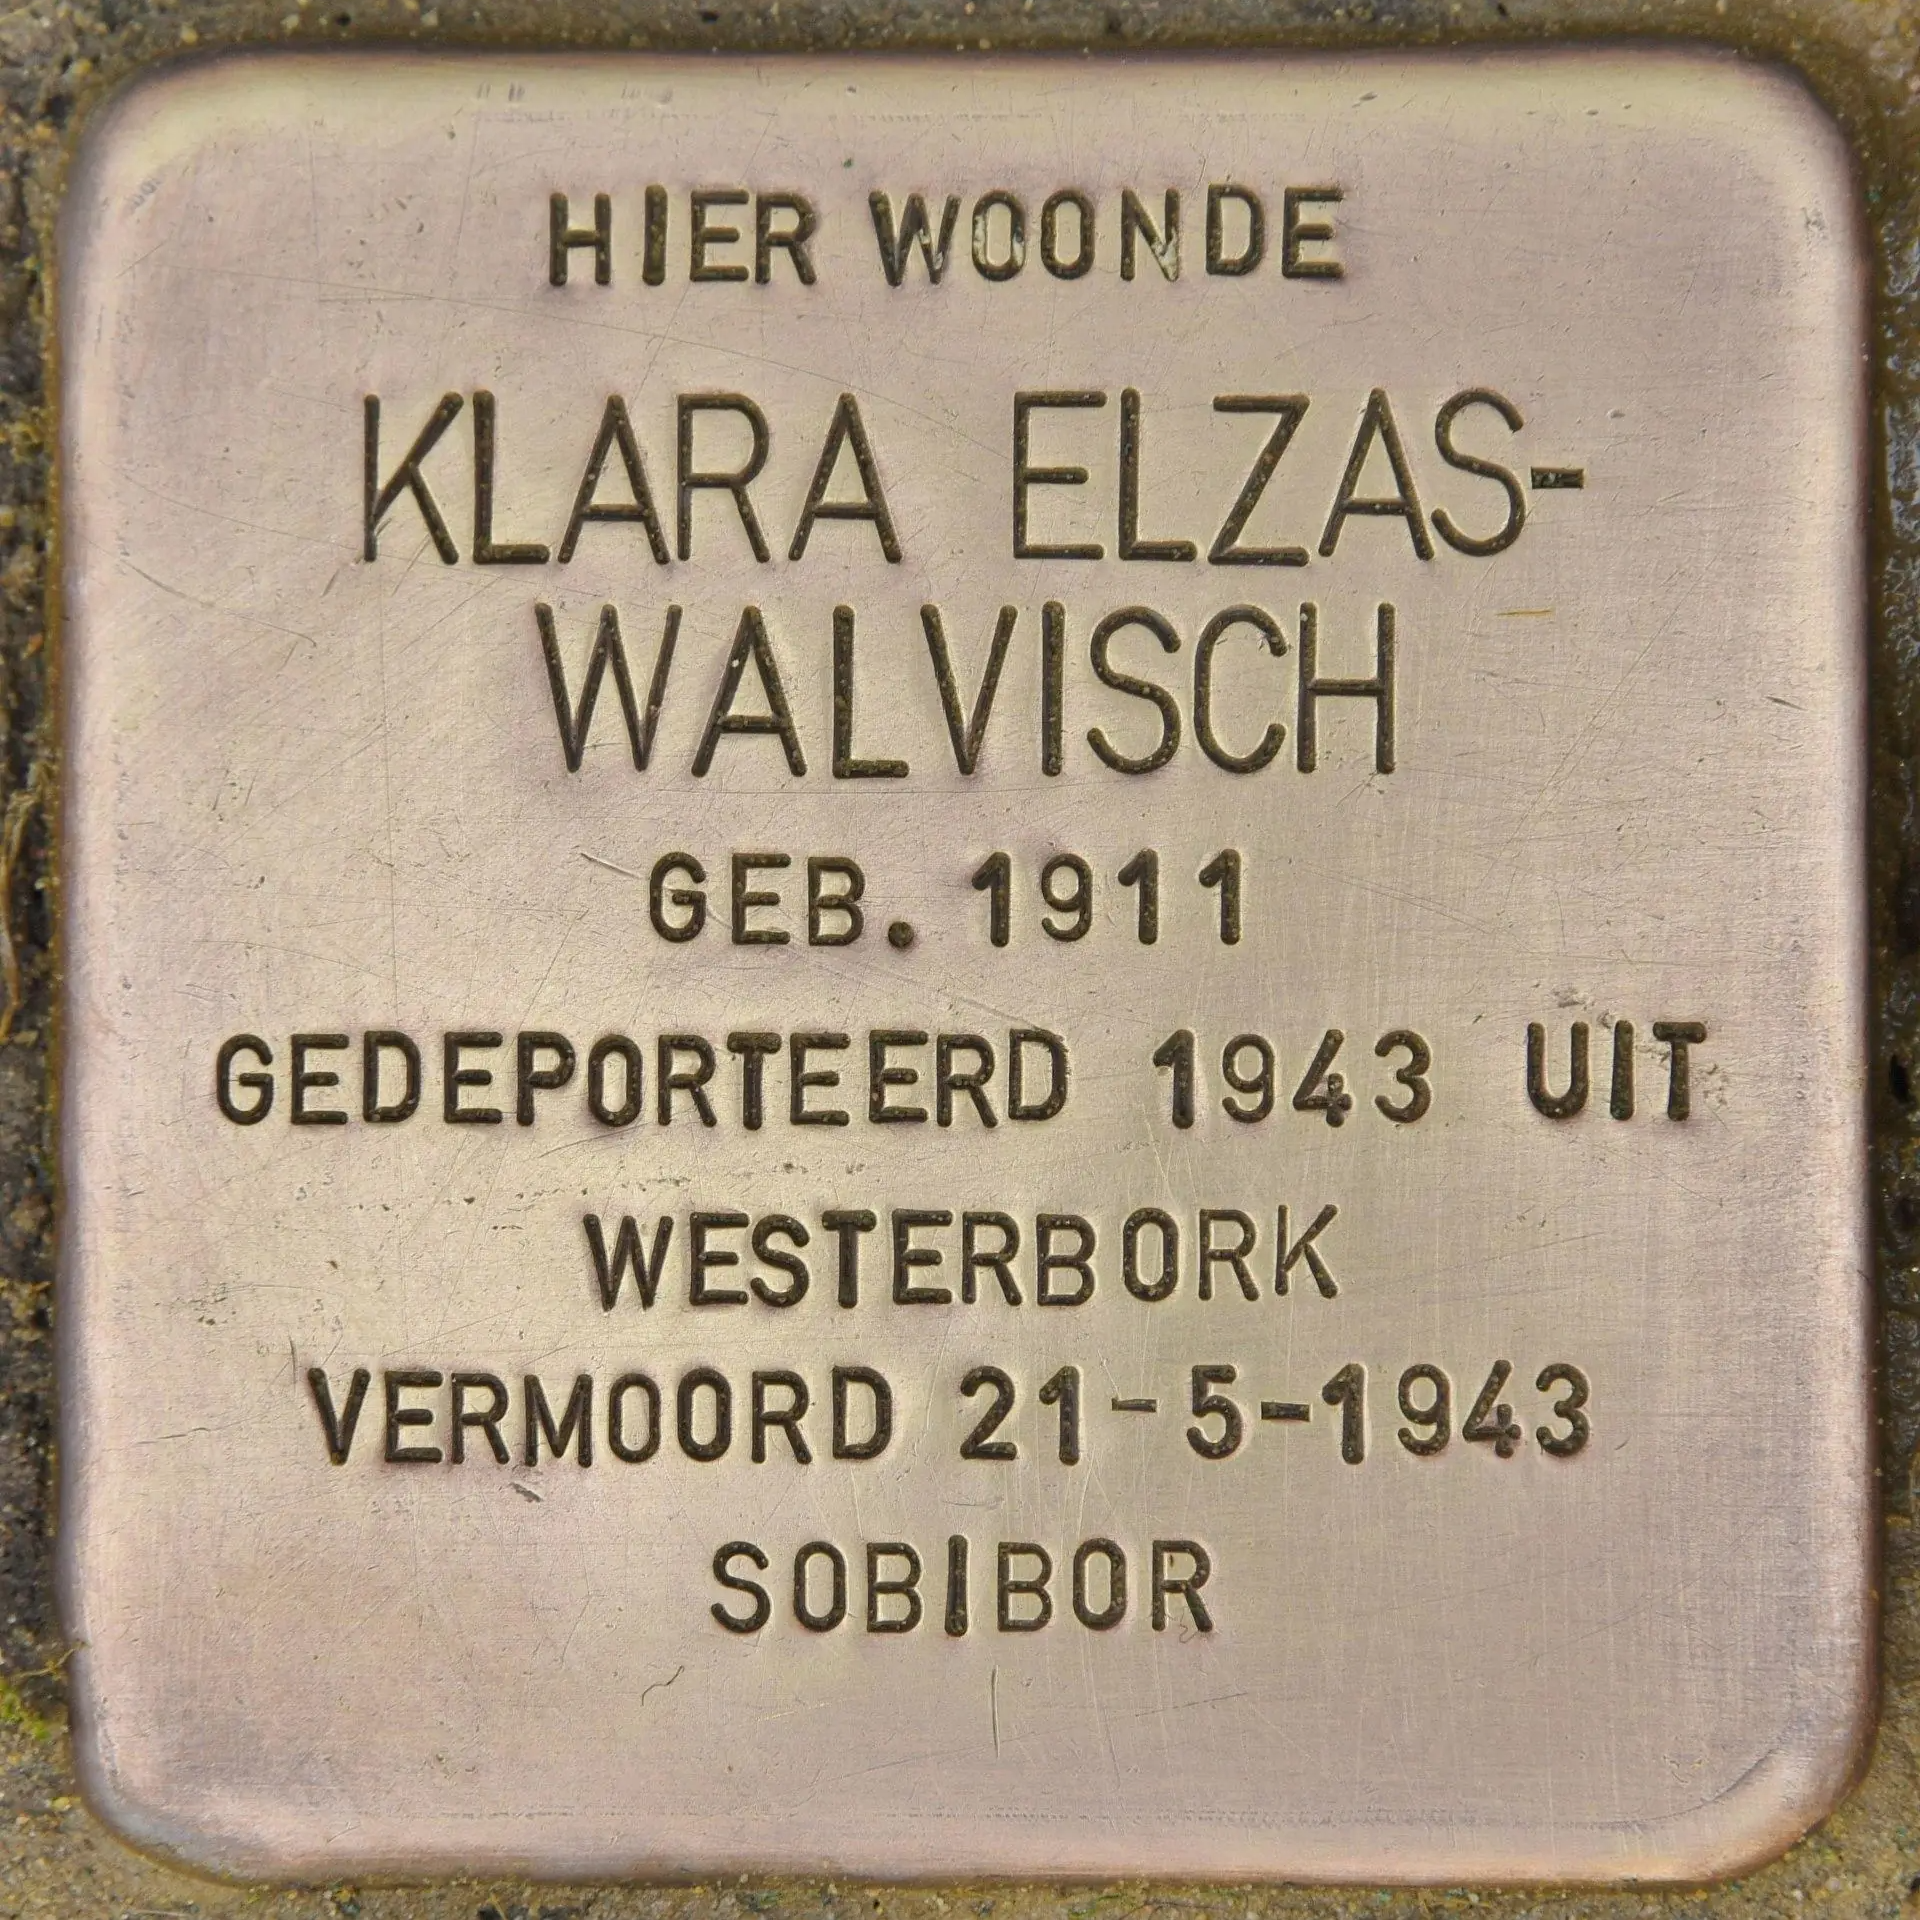 HIER WOONDE
KLARA ELZAS-
WALVISCH
GEB. 1911
GEDEPORTEERD 1943 UIT
WESTERBORK
VERMOORD 21-5-1943
SOBIBOR